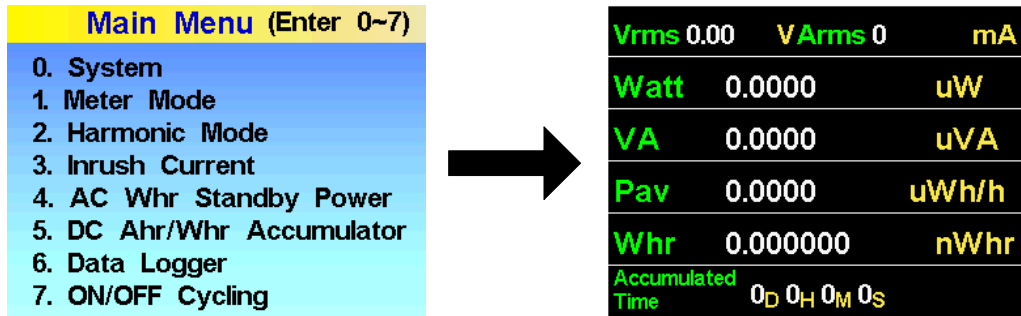 Main Menu (Enter 0~7)
0. System
1. Meter Mode
2. Harmonic Mode
3. Inrush Current
4. AC Whr Standby Power
5. DC Ahr/Whr Accumulator
6. Data Logger
7. ON/OFF Cycling
Vrms 0.00 V Arms 0 mA
Watt 0.0000 uW
VA 0.0000 uVA
Pav 0.0000 uWh/h
Whr 0.000000 nWhr
Accumulated
Time 0D 0H 0M 0S